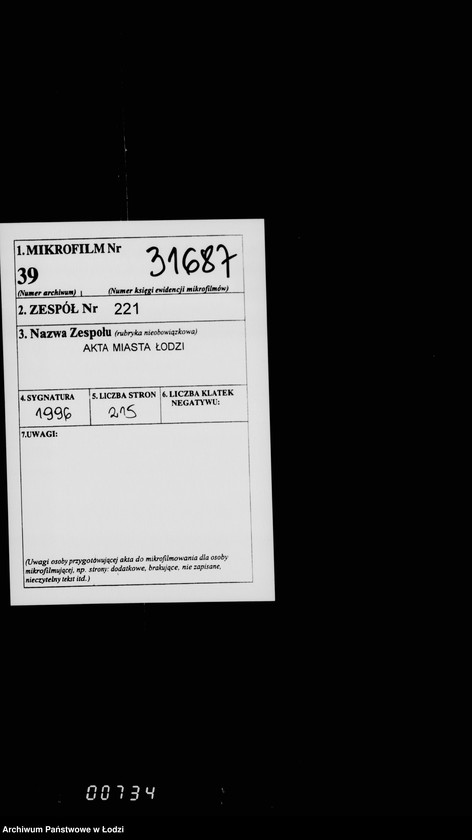 1. MIKROFILM Nr 31687
39
(Numer archiwum) (Numer księgi ewidencji mikrofilmów)
2. ZESPÓŁ Nr 221
3. Nazwa Zespołu (rubryka nieobowiązkowa)
AKTA MIASTA ŁODZI
4. SYGNATURA 5. LICZBA STRON 6. LICZBA KLATEK
NEGATYWU:
1996 215
7.UWAGI:
(Uwagi osoby przygotowującej akta do mikrofilmowania dla osoby
mikrofilmującej, np. strony: dodatkowe, brakujące, nie zapisane,
nieczytelny tekst itd.)
00734
Archiwum Państwowe w Łodzi